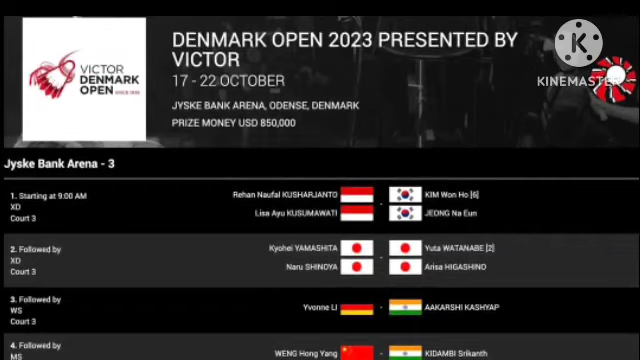 DENMARK OPEN 2023 PRESENTED BY
VICTOR
17 - 22 OCTOBER
JYSKE BANK ARENA, ODENSE, DENMARK
PRIZE MONEY USD 850,000
VICTOR
DENMARK
OPEN
KINEMASTER
Jyske Bank Arena - 3
1. Starting at 9:00 AM
XD
Court 3
Rehan Naufal KUSHARJANTO
Lisa Ayu KUSUMAWATI
-
KIM Won Ho [6]
JEONG Na Eun
2. Followed by
XD
Court 3
Kyohei YAMASHITA
Naru SHINOYA
-
Yuta WATANABE [2]
Arisa HIGASHINO
3. Followed by
WS
Court 3
Yvonne LI
-
AAKARSHI KASHYAP
4. Followed by
MS
WENG Hong Yang
-
KIDAMBI Srikanth